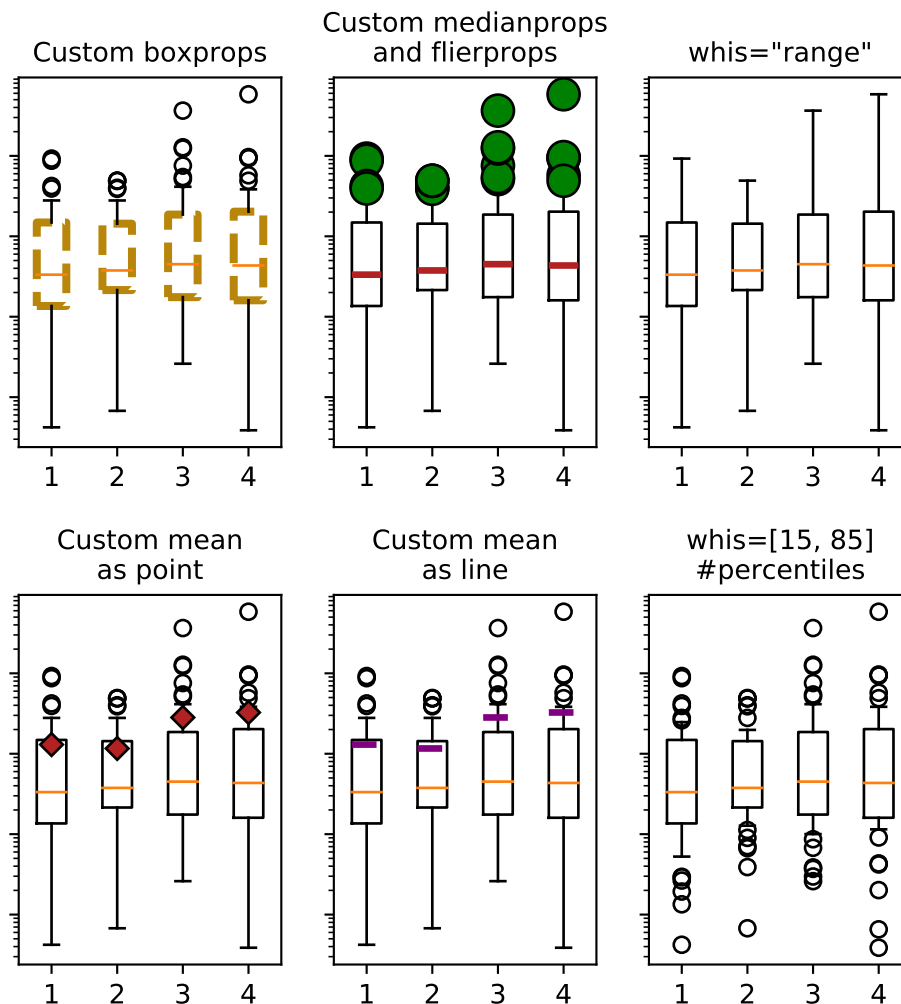 Custom boxprops
Custom medianprops
and flierprops
whis="range"
1 2 3 4
1 2 3 4
1 2 3 4
Custom mean
as point
Custom mean
as line
whis=[15, 85]
#percentiles
1 2 3 4
1 2 3 4
1 2 3 4